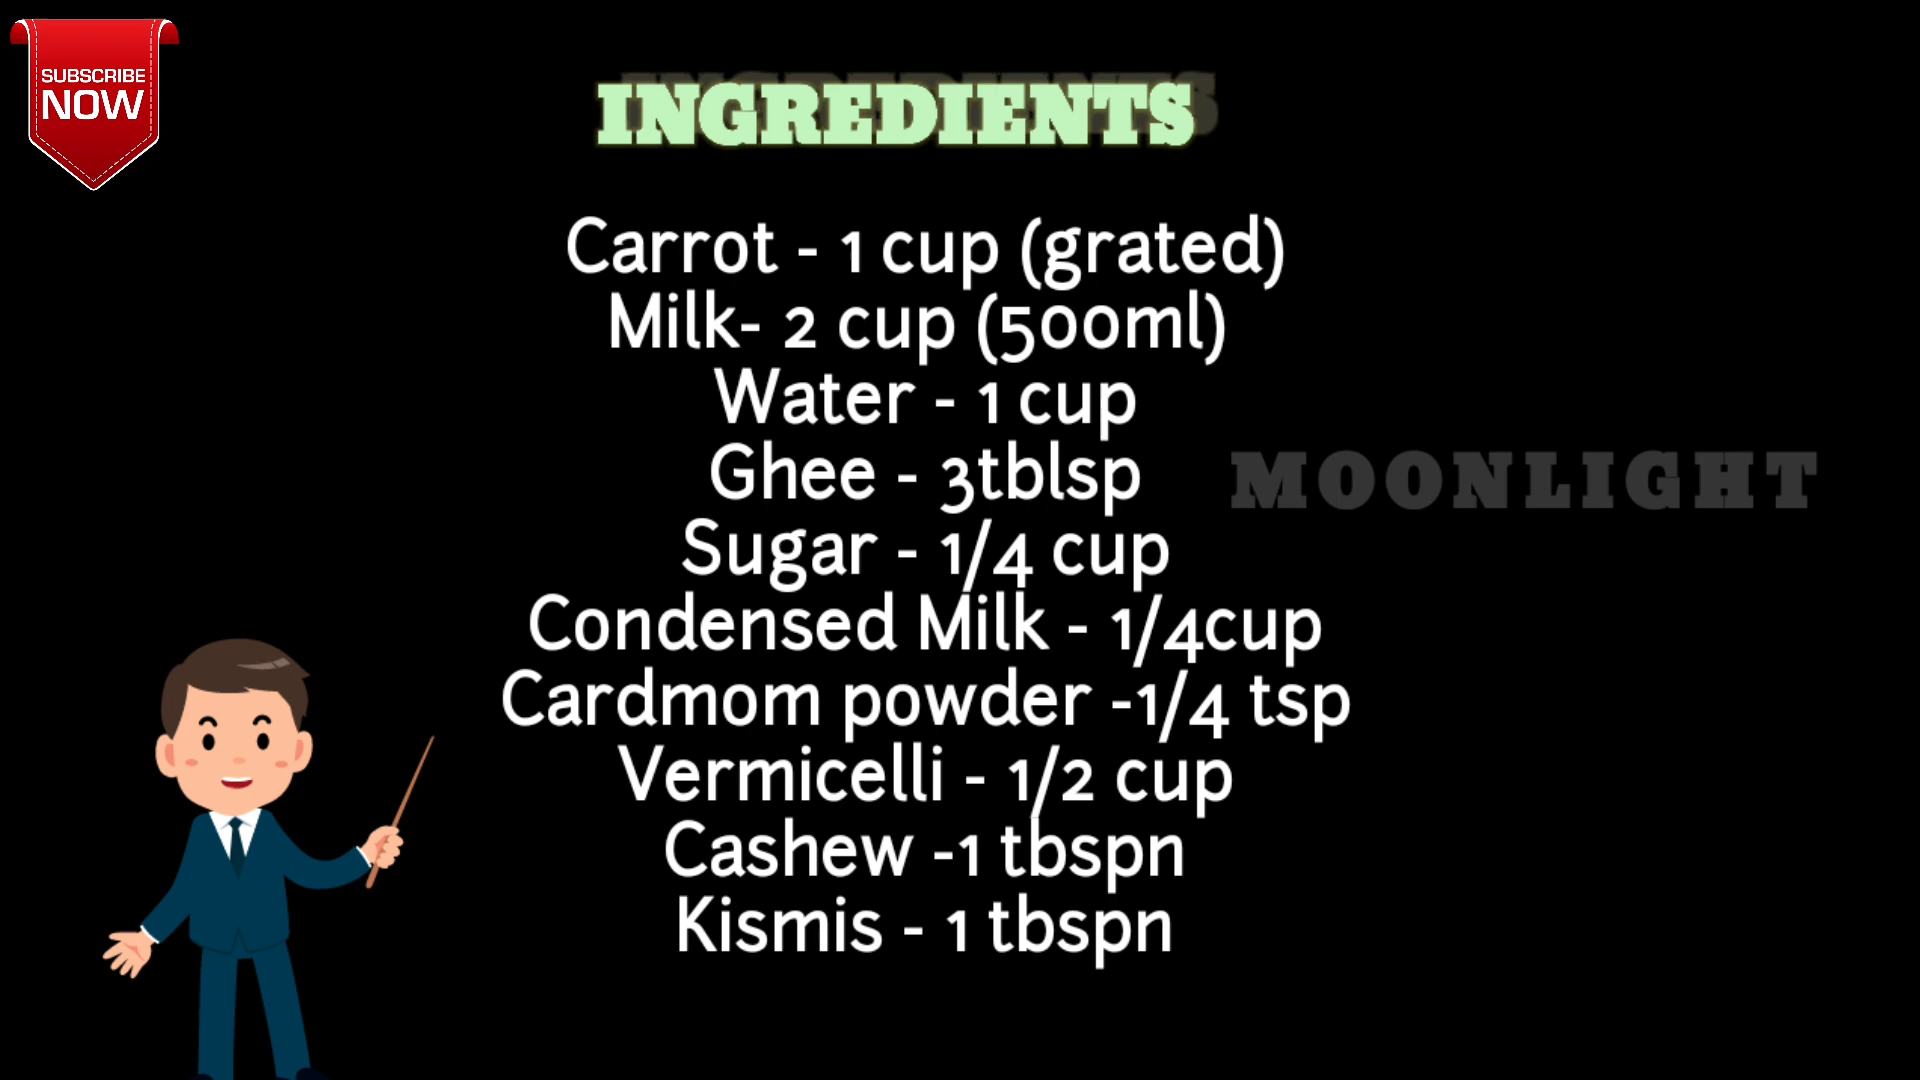 SUBSCRIBE
NOW
INGREDIENTS
Carrot - 1 cup (grated)
Milk- 2 cup (500ml)
Water - 1 cup
Ghee - 3tblsp
MOONLIGHT
Sugar - 1/4 cup
Condensed Milk - 1/4cup
Cardmom powder -1/4 tsp
Vermicelli - 1/2 cup
Cashew -1 tbspn
Kismis - 1 tbspn